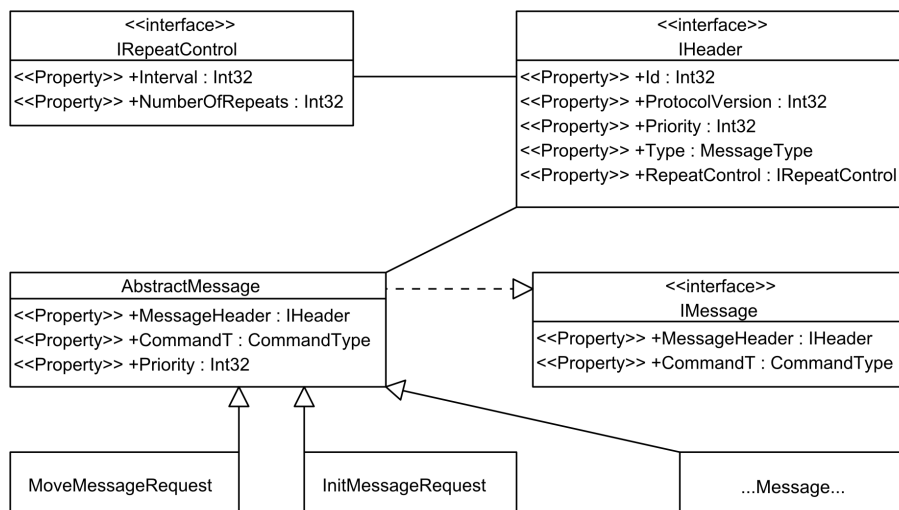 <<interface>>
IRepeatControl
<<Property>> +Interval : Int32
<<Property>> +NumberOfRepeats : Int32
<<interface>>
IHeader
<<Property>> +Id : Int32
<<Property>> +ProtocolVersion : Int32
<<Property>> +Priority : Int32
<<Property>> +Type : MessageType
<<Property>> +RepeatControl : IRepeatControl
AbstractMessage
<<Property>> +MessageHeader : IHeader
<<Property>> +CommandT : CommandType
<<Property>> +Priority : Int32
<<interface>>
IMessage
<<Property>> +MessageHeader : IHeader
<<Property>> +CommandT : CommandType
MoveMessageRequest
InitMessageRequest
...Message...